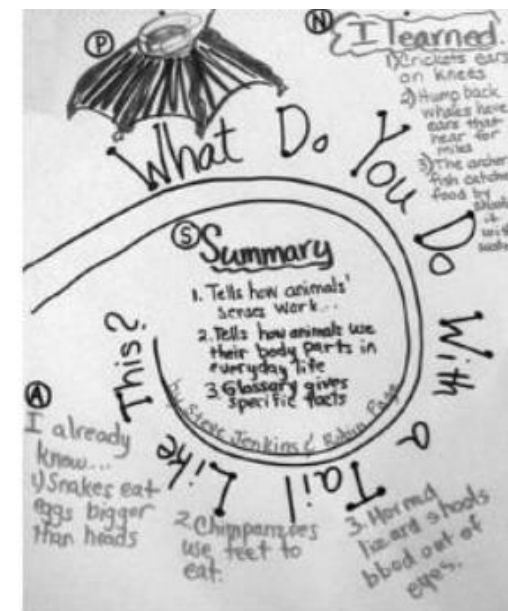 P
N
I learned...
1) Crickets ears
on knees
2) Hump back
whales have
ears that
hear for
miles
3) The archer
fish catches
food by
shooting
it
with
water
What Do You Do With a Tail Like This?
by Steve Jenkins & Robin Page
S
Summary
1. Tells how animals'
senses work...
2. Tells how animals use
their body parts in
everyday life
3. Glossary gives
specific facts
A
I already
know...
1) Snakes eat
eggs bigger
than heads
2. Chimpanzees
use feet to
eat.
3. Horned
lizard shoots
blood out of
eyes.